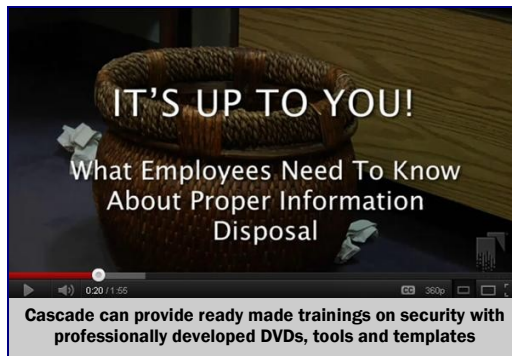 IT'S UP TO YOU!
What Employees Need To Know
About Proper Information
Disposal
0:20 / 1:55
CC 360p
Cascade can provide ready made trainings on security with
professionally developed DVDs, tools and templates